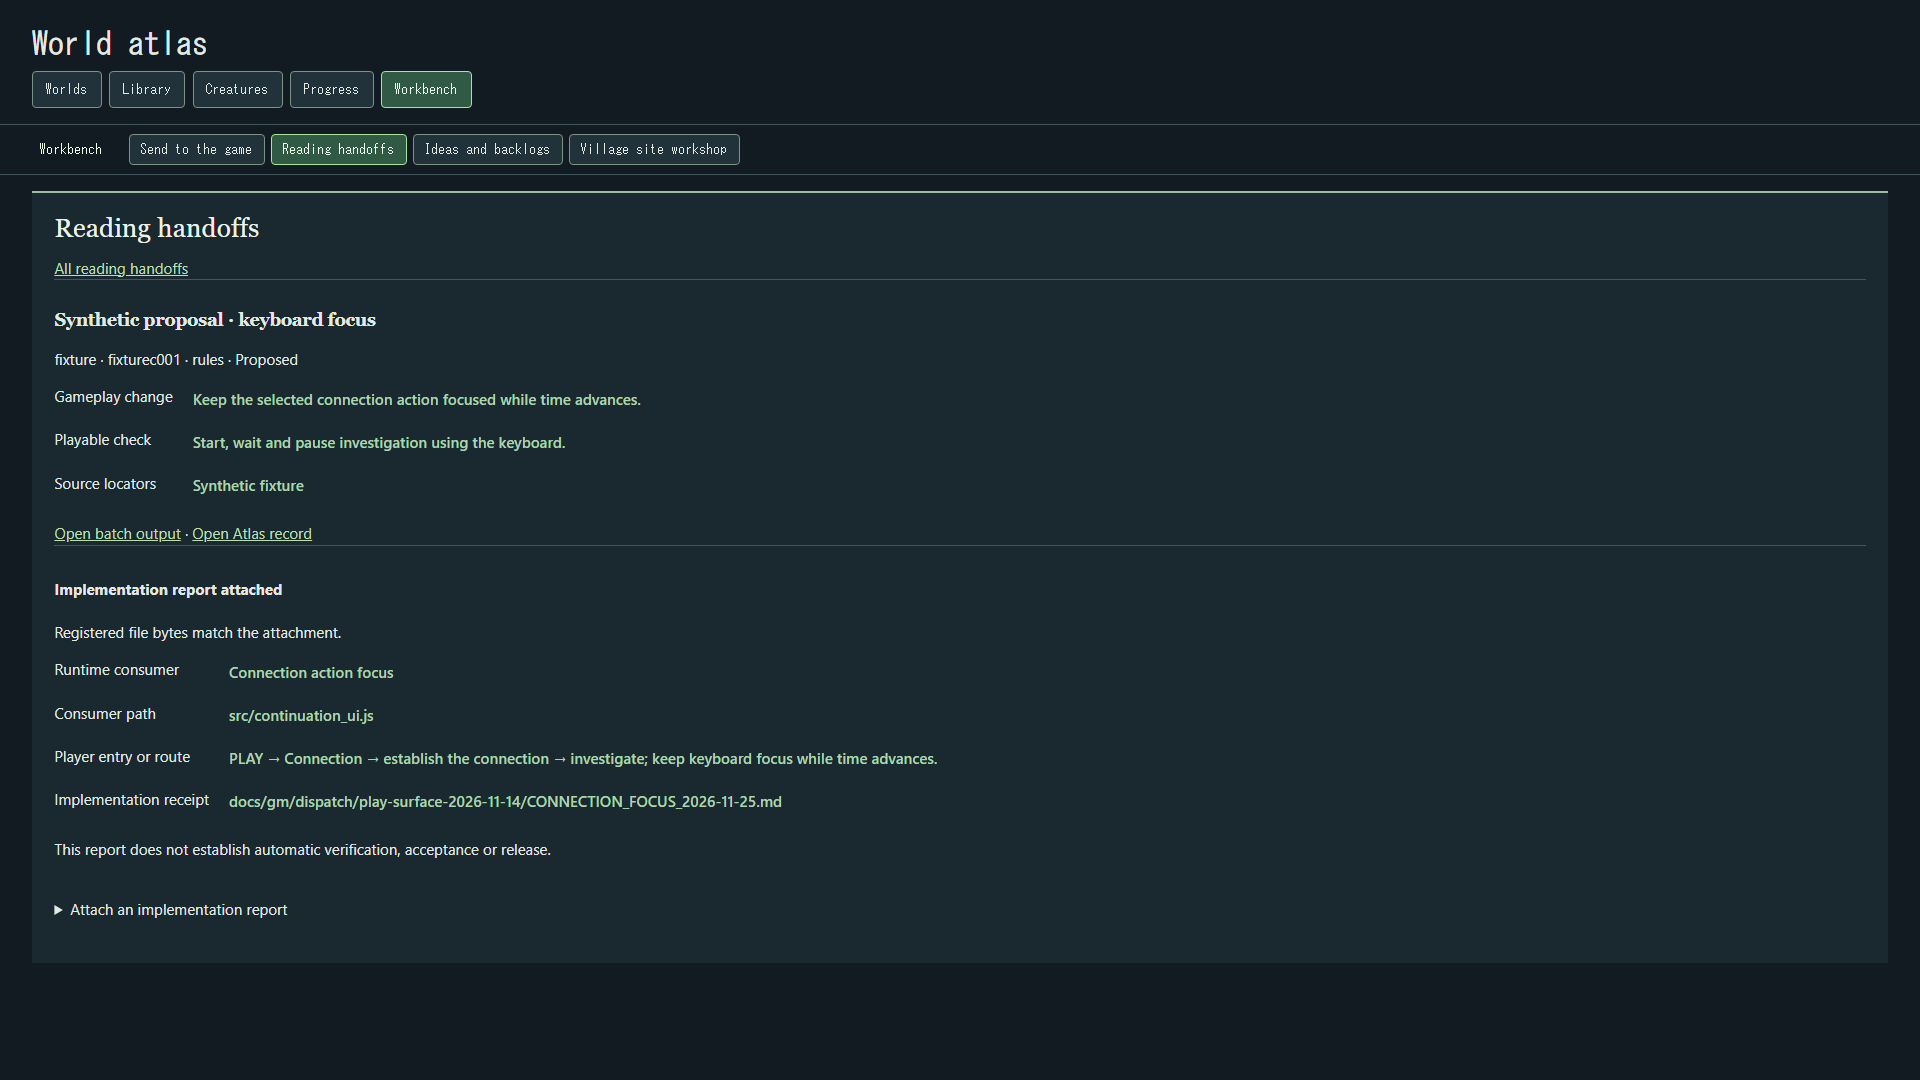 World atlas
Worlds Library Creatures Progress Workbench
Workbench Send to the game Reading handoffs Ideas and backlogs Village site workshop
Reading handoffs
All reading handoffs
Synthetic proposal · keyboard focus
fixture · fixturec001 · rules · Proposed
Gameplay change Keep the selected connection action focused while time advances.
Playable check Start, wait and pause investigation using the keyboard.
Source locators Synthetic fixture
Open batch output · Open Atlas record
Implementation report attached
Registered file bytes match the attachment.
Runtime consumer Connection action focus
Consumer path src/continuation_ui.js
Player entry or route PLAY → Connection → establish the connection → investigate; keep keyboard focus while time advances.
Implementation receipt docs/gm/dispatch/play-surface-2026-11-14/CONNECTION_FOCUS_2026-11-25.md
This report does not establish automatic verification, acceptance or release.
▶ Attach an implementation report